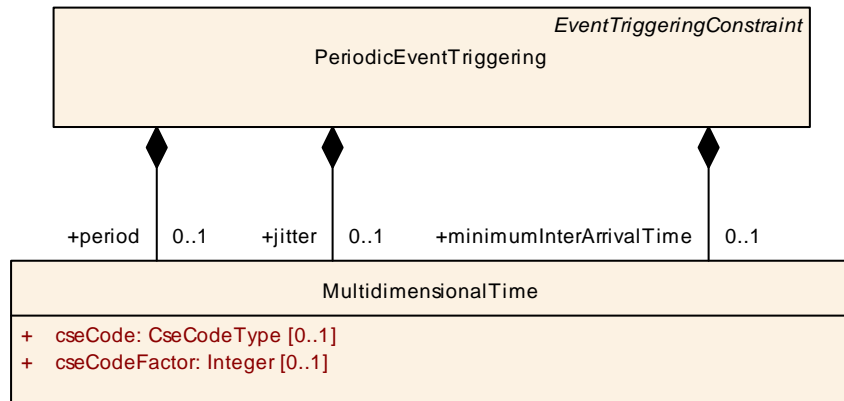 EventTriggeringConstraint
PeriodicEventTriggering
+period 0..1 +jitter 0..1 +minimumInterArrivalTime 0..1
MultidimensionalTime
+ cseCode: CseCodeType [0..1]
+ cseCodeFactor: Integer [0..1]